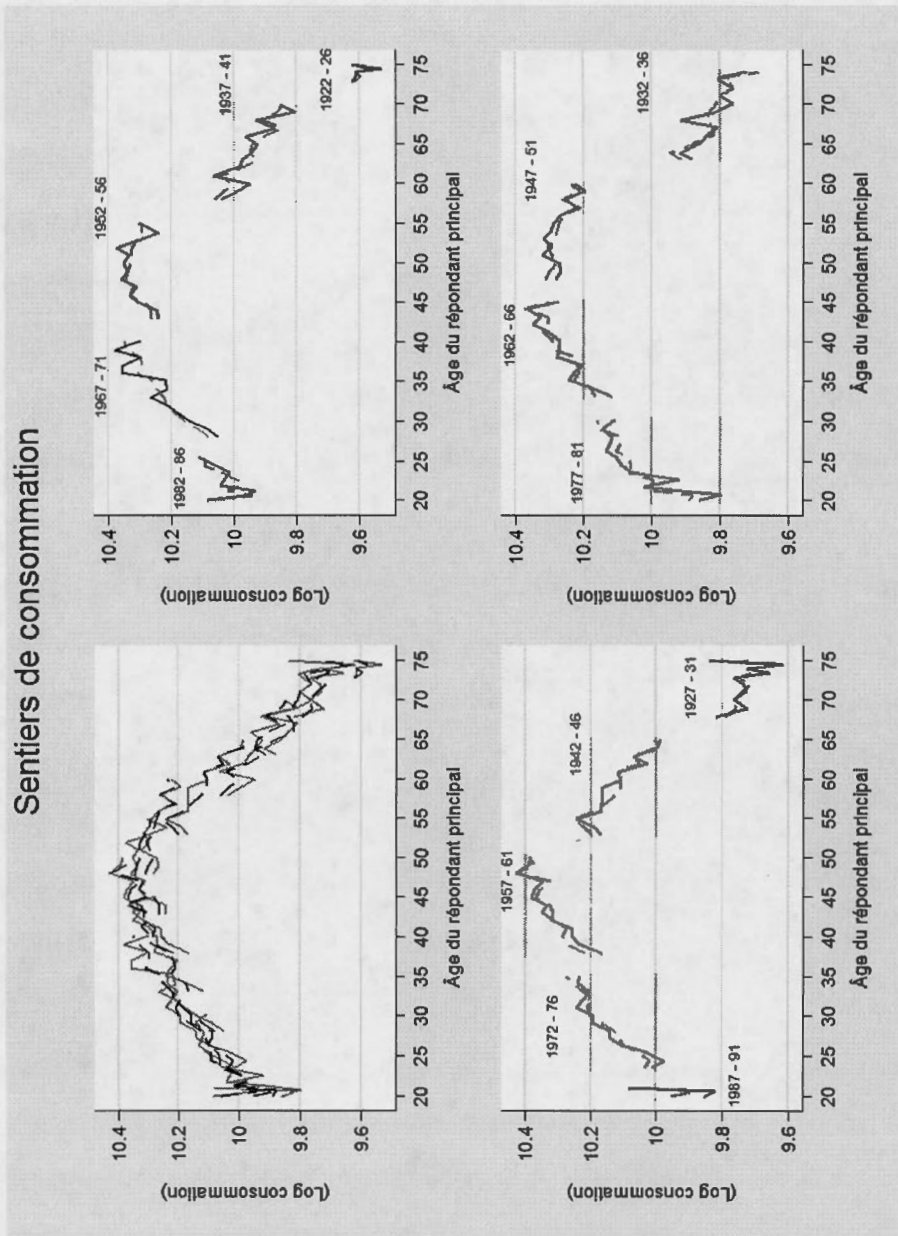 Sentiers de consommation
10.4
10.2
10
9.8
9.6
(Log consommation)
20 25 30 35 40 45 50 55 60 65 70 75
Âge du répondant principal
10.4
10.2
10
9.8
9.6
(Log consommation)
1982 - 86
1967 - 71
1952 - 56
1937 - 41
1922 - 26
20 25 30 35 40 45 50 55 60 65 70 75
Âge du répondant principal
10.4
10.2
10
9.8
9.6
(Log consommation)
1987 - 91
1972 - 76
1957 - 61
1942 - 46
1927 - 31
20 25 30 35 40 45 50 55 60 65 70 75
Âge du répondant principal
10.4
10.2
10
9.8
9.6
(Log consommation)
1977 - 81
1962 - 66
1947 - 51
1932 - 36
20 25 30 35 40 45 50 55 60 65 70 75
Âge du répondant principal